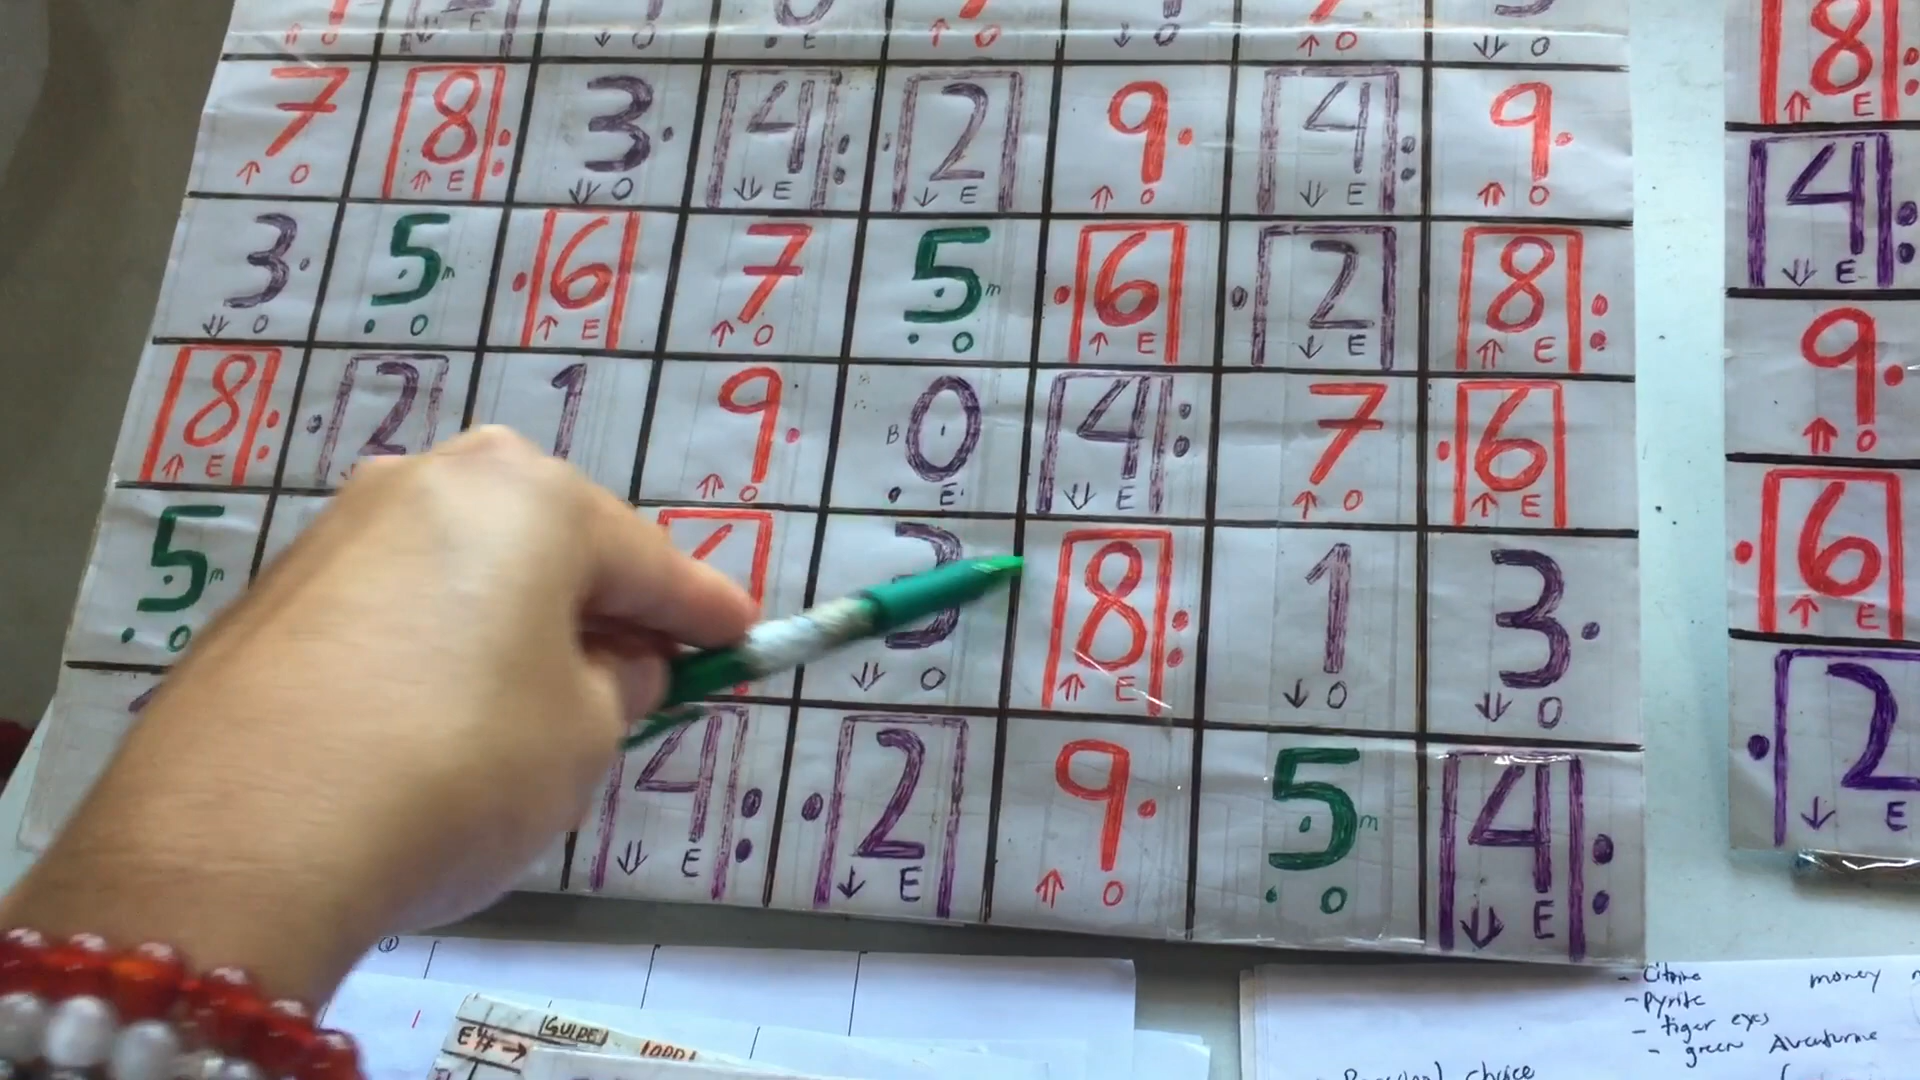 7 8 3 4 2 9 4 9
↑ O ↑ E ↓↓ O ↓↓ E ↓ E ↑↑ O ↓↓ E ↑↑ O
3 5 m 6 7 5 m 6 2 8
↓↓ O • O ↑ E ↑ O • O ↑ E ↓ E ↑↑ E
8 2 1 9 B 0 4 7 6
↑↑ E ↑↑ O • E ↓↓ E ↑ O ↑ E
5 m 3 8 1 3
• O ↓↓ O ↑↑ E ↓ O ↓↓ O
4 2 9 5 m 4
↓↓ E ↓ E ↑↑ O • O ↓↓ E
8
↑↑ E
4
↓↓ E
9
↑↑ O
6
↑ E
2
↓ E
GUIDE
E# →
- Citrine money
- Pyrite
- tiger eyes
- green Aventurine
choice